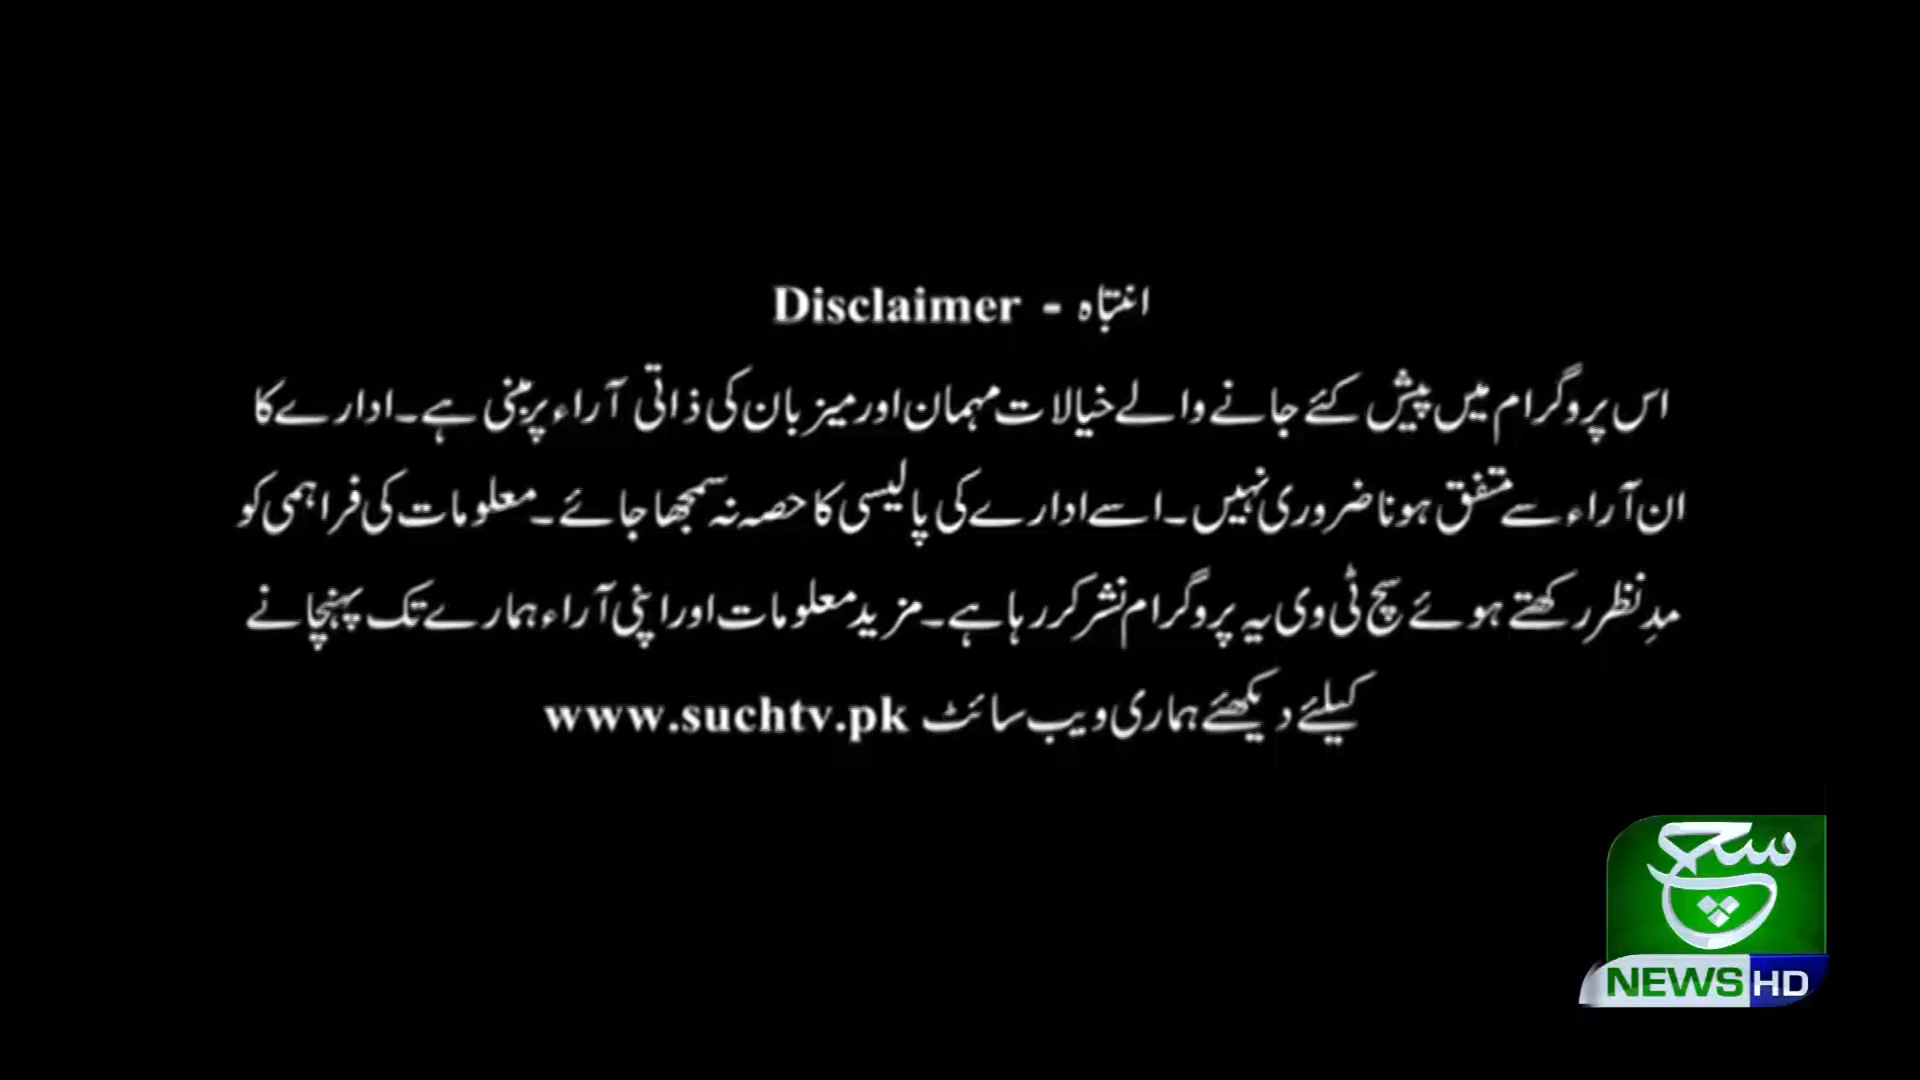 انتباہ - Disclaimer
اس پروگرام میں پیش کئے جانے والے خیالات مہمان اور میزبان کی ذاتی آراء پر مبنی ہے۔ ادارے کا
ان آراء سے متفق ہونا ضروری نہیں۔ اسے ادارے کی پالیسی کا حصہ نہ سمجھا جائے۔ معلومات کی فراہمی کو
مدِنظر رکھتے ہوئے سچ ٹی وی یہ پروگرام نشر کر رہا ہے۔ مزید معلومات اور اپنی آراء ہمارے تک پہنچانے
کیلئے دیکھئے ہماری ویب سائٹ www.suchtv.pk
سچ
NEWS HD